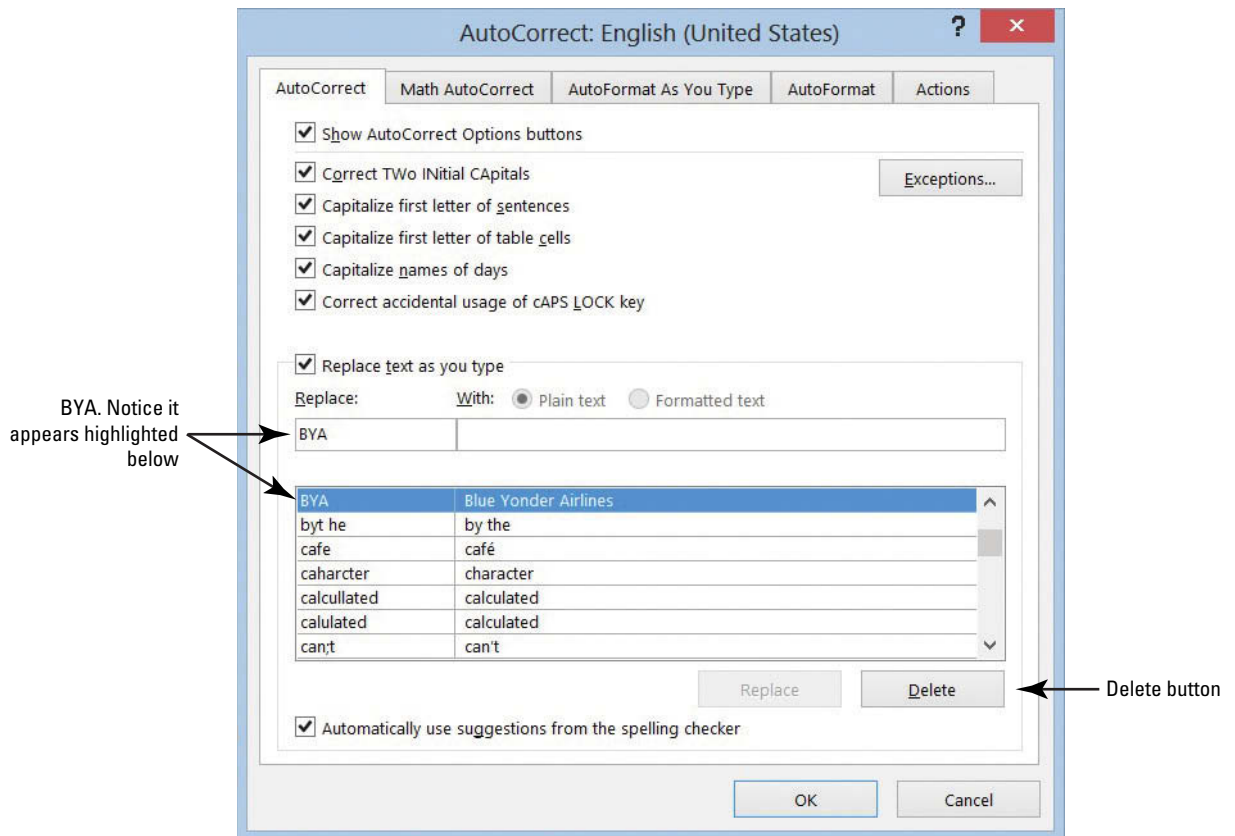 AutoCorrect: English (United States)
?
×
AutoCorrect
Math AutoCorrect
AutoFormat As You Type
AutoFormat
Actions
Show AutoCorrect Options buttons
Correct TWo INitial CApitals
Exceptions...
Capitalize first letter of sentences
Capitalize first letter of table cells
Capitalize names of days
Correct accidental usage of cAPS LOCK key
Replace text as you type
Replace: With: Plain text Formatted text
BYA
BYA. Notice it
appears highlighted
below
BYA Blue Yonder Airlines
byt he by the
cafe café
caharcter character
calcullated calculated
calulated calculated
can;t can't
Replace
Delete
Delete button
Automatically use suggestions from the spelling checker
OK
Cancel